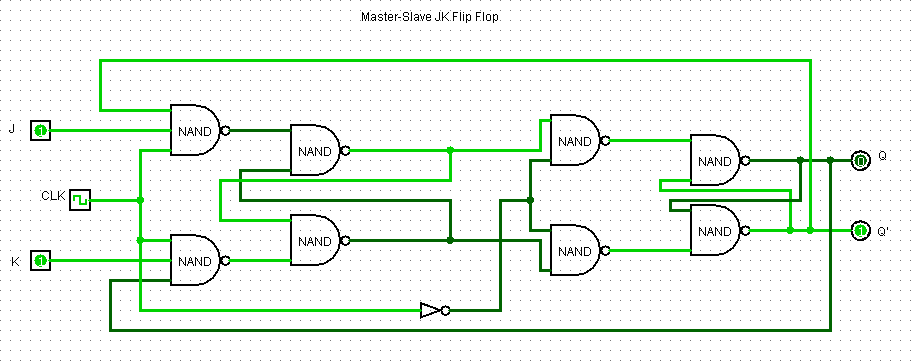 Master-Slave JK Flip Flop
NAND
J
1
NAND
NAND
NAND
Q
0
CLK
NAND
NAND
Q'
1
K
1
NAND
NAND